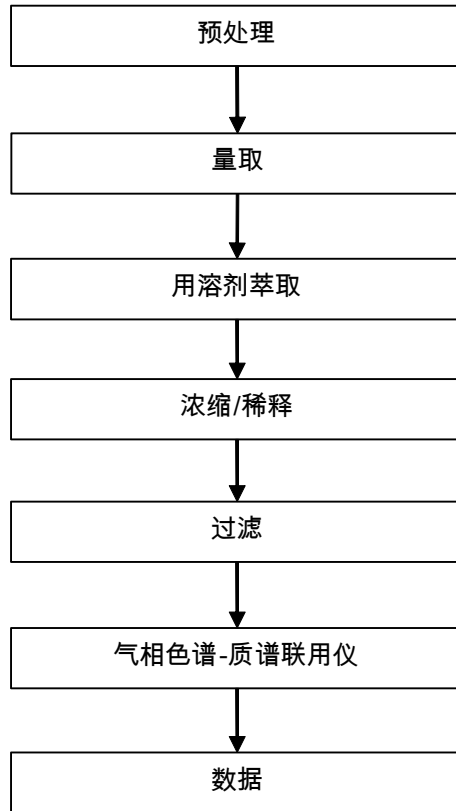 预处理
量取
用溶剂萃取
浓缩/稀释
过滤
气相色谱-质谱联用仪
数据